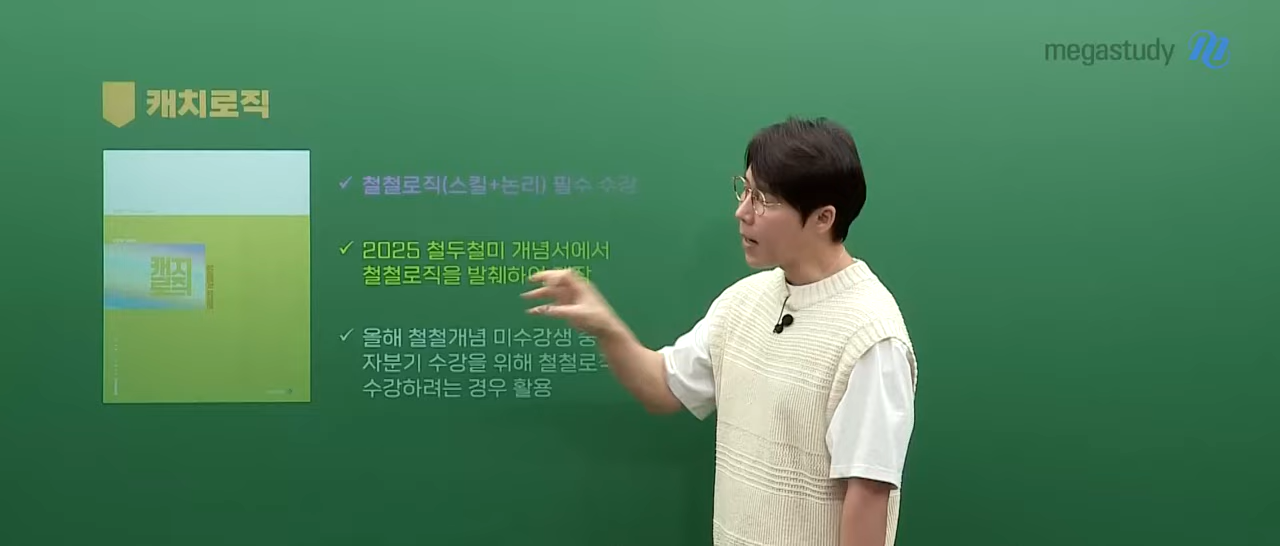 megastudy
캐치로직
철철로직(스킬+논리) 필수 수강
2025 철두철미 개념서에서
철철로직을 발췌하여
올해 철철개념 미수강생
자분기 수강을 위해
수강하려는 경우 활용
캐치
로직